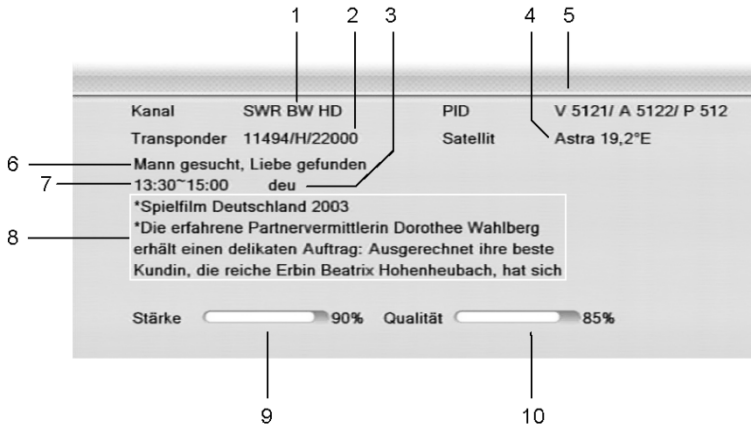 1 2 3 4 5
Kanal SWR BW HD PID V 5121/ A 5122/ P 512
Transponder 11494/H/22000 Satellit Astra 19,2°E
6 Mann gesucht, Liebe gefunden
7 13:30~15:00 deu
*Spielfilm Deutschland 2003
*Die erfahrene Partnervermittlerin Dorothee Wahlberg
8 erhält einen delikaten Auftrag: Ausgerechnet ihre beste
Kundin, die reiche Erbin Beatrix Hohenheubach, hat sich
Stärke 90% Qualität 85%
9 10